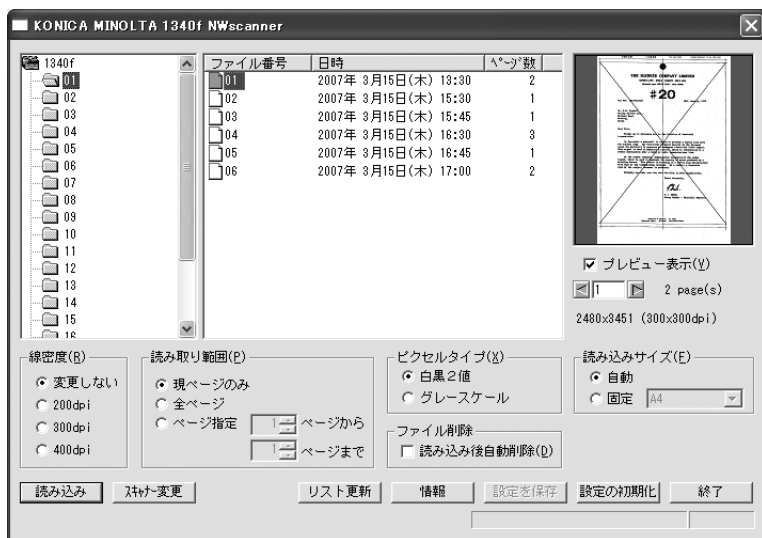 KONICA MINOLTA 1340f NWscanner
1340f
01
02
03
04
05
06
07
08
09
10
11
12
13
14
15
16
ファイル番号 日時 ページ数
01 2007年 3月15日(木) 13:30 2
02 2007年 3月15日(木) 15:30 1
03 2007年 3月15日(木) 15:45 1
04 2007年 3月15日(木) 16:30 3
05 2007年 3月15日(木) 16:45 1
06 2007年 3月15日(木) 17:00 2
#20
プレビュー表示(V)
1 2 page(s)
2480x3451 (300x300dpi)
線密度(R)
変更しない
200dpi
300dpi
400dpi
読み取り範囲(P)
現ページのみ
全ページ
ページ指定 1 ページから
1 ページまで
ピクセルタイプ(X)
白黒2値
グレースケール
ファイル削除
読み込み後自動削除(D)
読み込みサイズ(F)
自動
固定 A4
読み込み スキャナー変更 リスト更新 情報 設定を保存 設定の初期化 終了